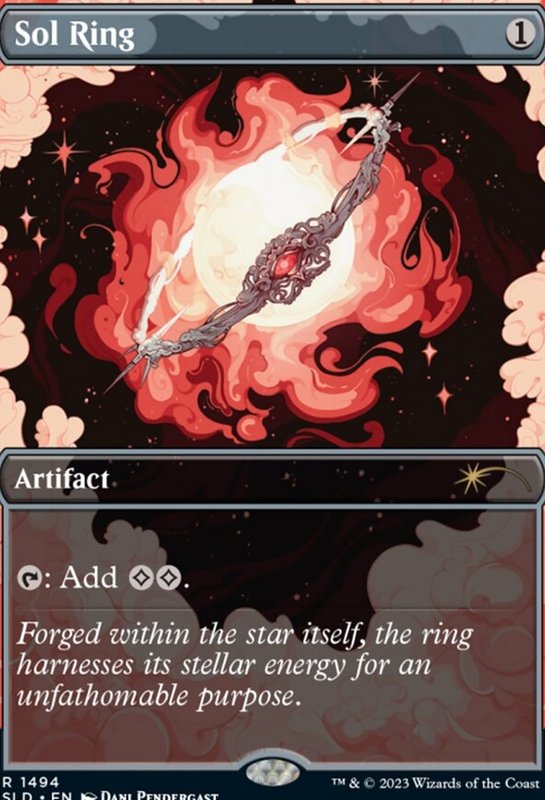 Sol Ring 1
Artifact
: Add .
Forged within the star itself, the ring
harnesses its stellar energy for an
unfathomable purpose.
R 1494
SLD • EN Dani Pendergast
™ & © 2023 Wizards of the Coast